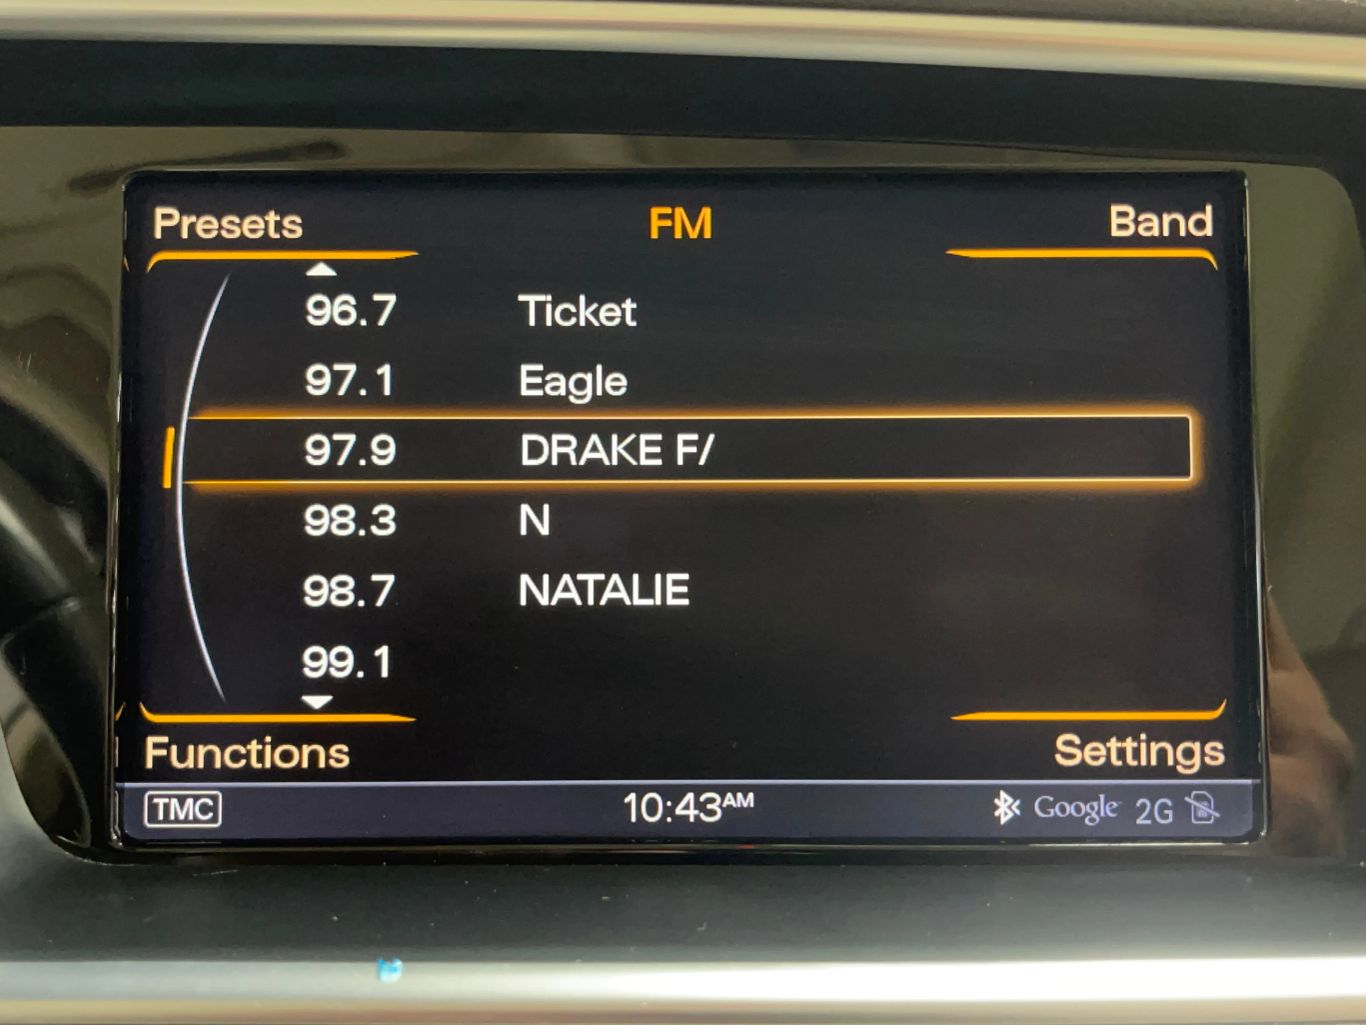 Presets FM Band
96.7 Ticket
97.1 Eagle
97.9 DRAKE F/
98.3 N
98.7 NATALIE
99.1
Functions Settings
TMC 10:43AM Google 2G